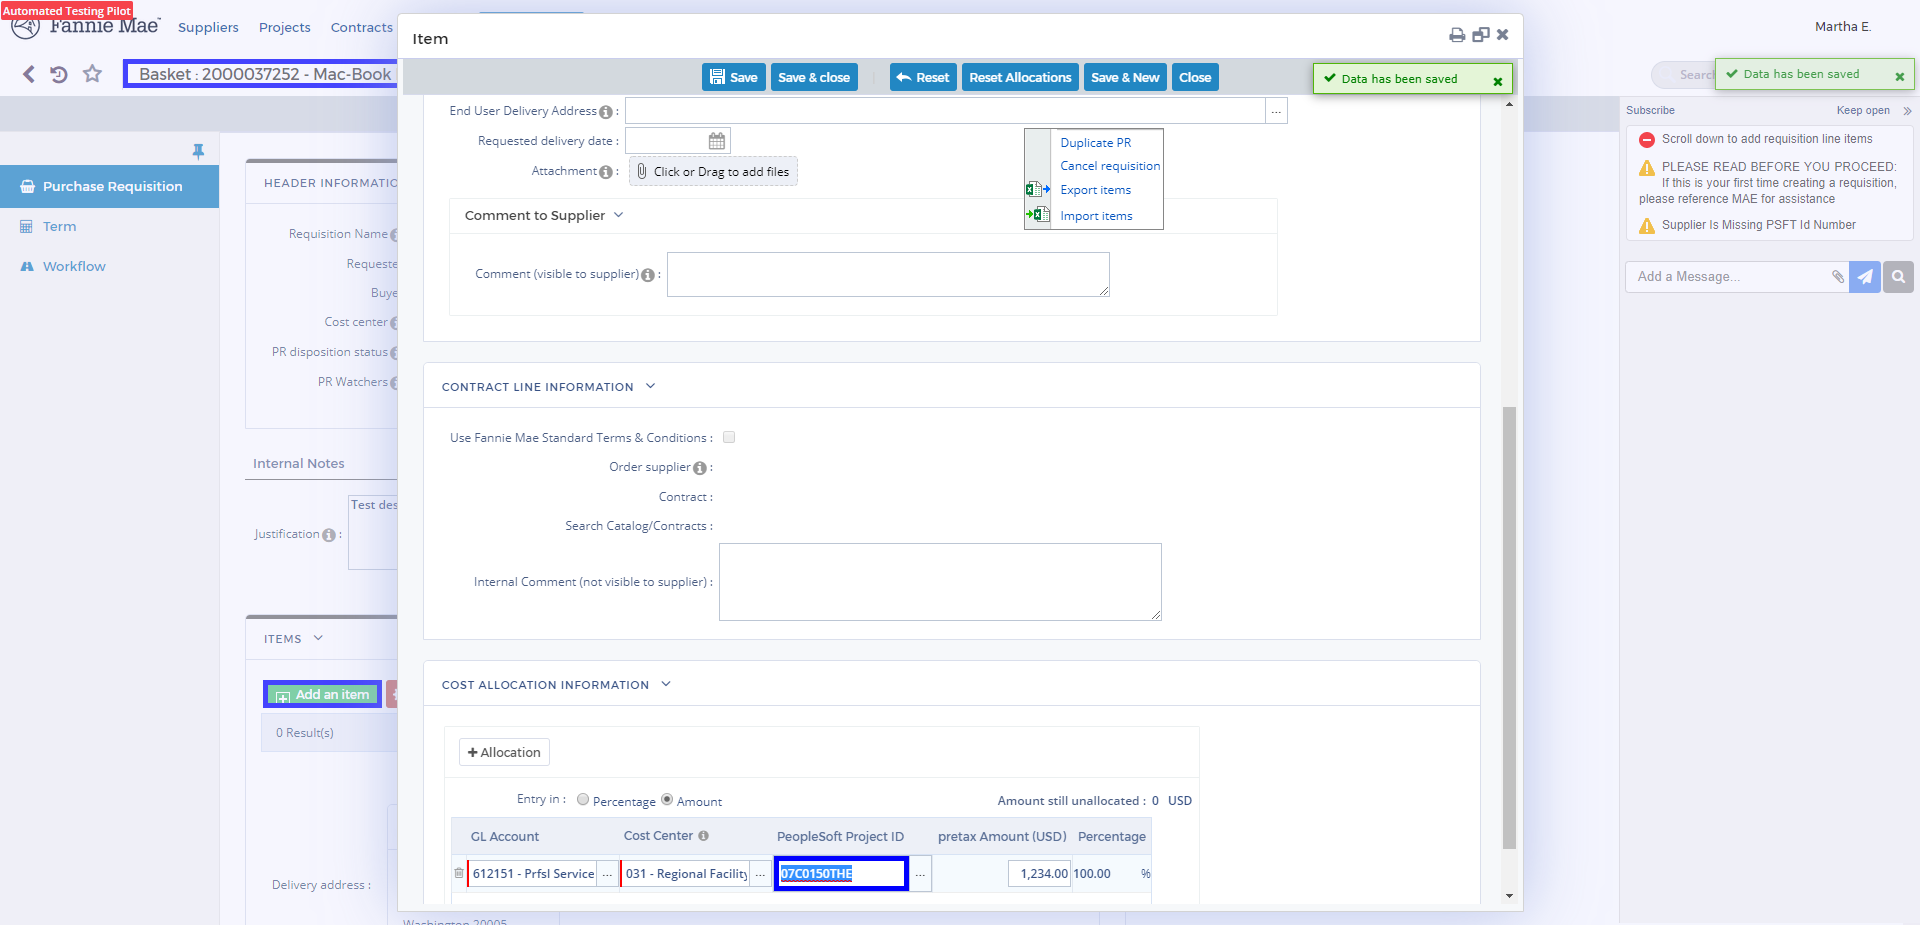 Automated Testing Pilot
Fannie Mae™
Suppliers
Projects
Contracts
Martha E.
Basket : 2000037252 - Mac-Book
Search
Data has been saved
Purchase Requisition
Term
Workflow
HEADER INFORMATIO
Requisition Name
Requeste
Buye
Cost center
PR disposition status
PR Watchers
Internal Notes
Test des
Justification :
ITEMS
Add an item
0 Result(s)
Delivery address :
Washington 20005
Item
Save
Save & close
Reset
Reset Allocations
Save & New
Close
Data has been saved
End User Delivery Address :
...
Requested delivery date :
Attachment :
Click or Drag to add files
Duplicate PR
Cancel requisition
Export items
Import items
Comment to Supplier
Comment (visible to supplier) :
CONTRACT LINE INFORMATION
Use Fannie Mae Standard Terms & Conditions :
Order supplier :
Contract :
Search Catalog/Contracts :
Internal Comment (not visible to supplier) :
COST ALLOCATION INFORMATION
+ Allocation
Entry in : Percentage Amount
Amount still unallocated : 0 USD
GL Account Cost Center PeopleSoft Project ID pretax Amount (USD) Percentage
612151 - Prfsl Service ... 031 - Regional Facility ... 07C0150THE ... 1,234.00 100.00 %
Subscribe
Keep open
Scroll down to add requisition line items
PLEASE READ BEFORE YOU PROCEED:
If this is your first time creating a requisition,
please reference MAE for assistance
Supplier Is Missing PSFT Id Number
Add a Message...